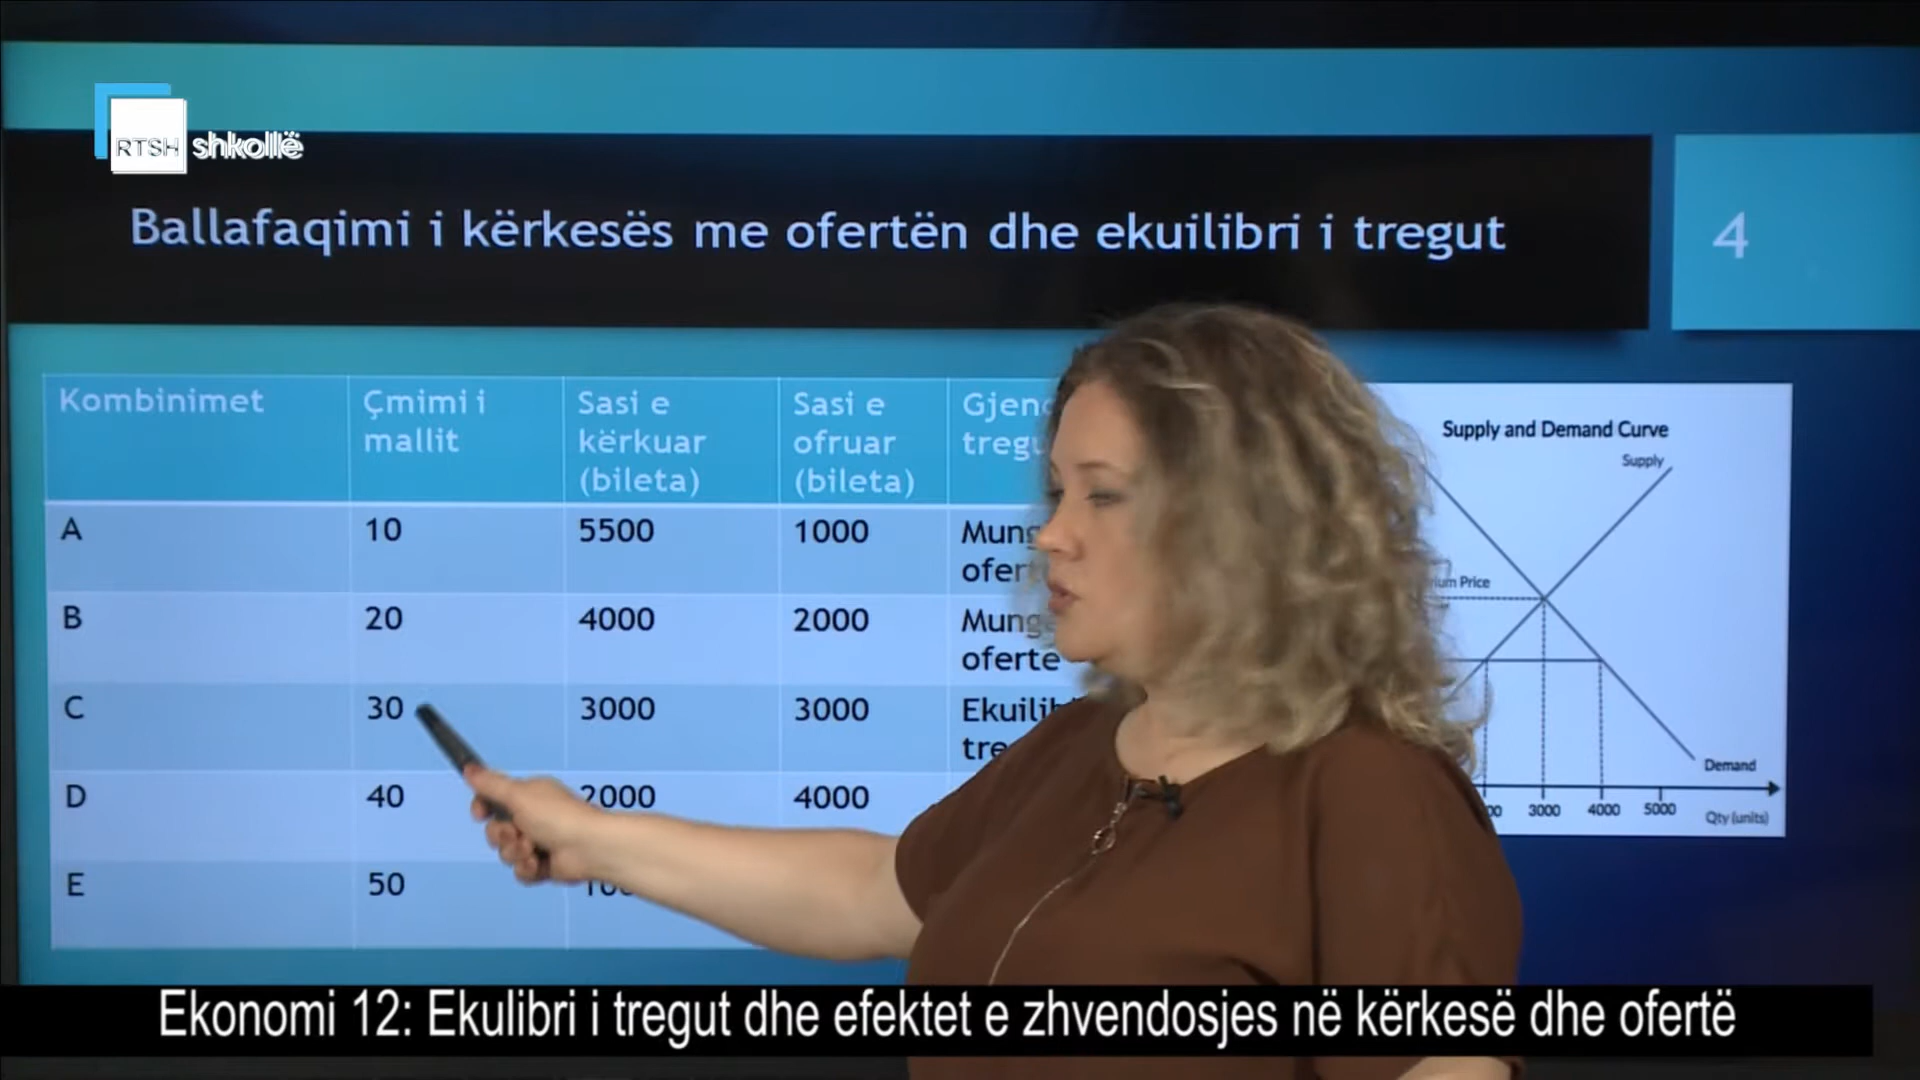 RTSH shkollë
Ballafaqimi i kërkesës me ofertën dhe ekuilibri i tregut
4
Kombinimet
Çmimi i
mallit
Sasi e
kërkuar
(bileta)
Sasi e
ofruar
(bileta)
A
10
5500
1000
B
20
4000
2000
oferte
C
30
3000
3000
D
40
2000
4000
E
50
Supply and Demand Curve
Supply
Price
Demand
3000
4000
5000
Qty (units)
Ekonomi 12: Ekulibri i tregut dhe efektet e zhvendosjes në kërkesë dhe ofertë